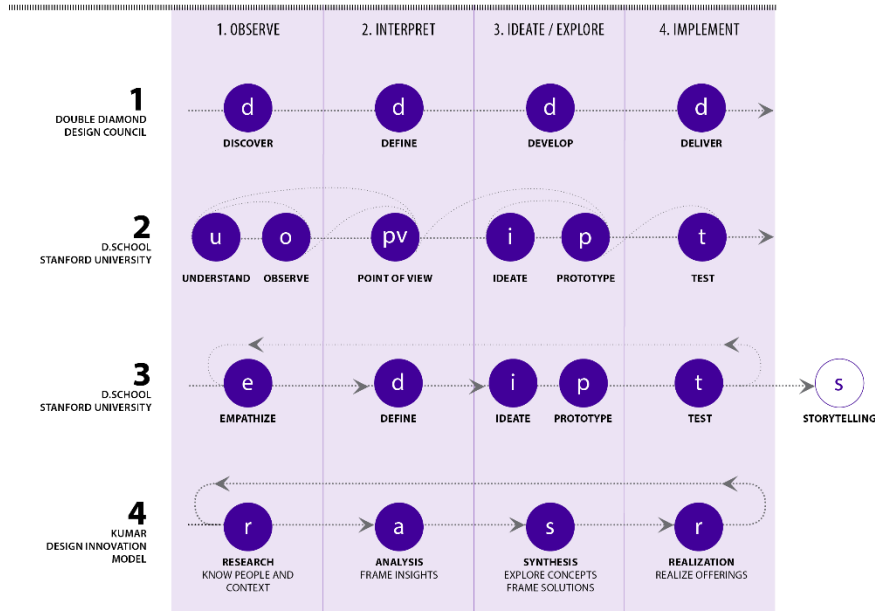 1. OBSERVE
2. INTERPRET
3. IDEATE / EXPLORE
4. IMPLEMENT
1
DOUBLE DIAMOND
DESIGN COUNCIL
d
DISCOVER
d
DEFINE
d
DEVELOP
d
DELIVER
2
D.SCHOOL
STANFORD UNIVERSITY
u
UNDERSTAND
o
OBSERVE
pv
POINT OF VIEW
i
IDEATE
p
PROTOTYPE
t
TEST
3
D.SCHOOL
STANFORD UNIVERSITY
e
EMPATHIZE
d
DEFINE
i
IDEATE
p
PROTOTYPE
t
TEST
s
STORYTELLING
4
KUMAR
DESIGN INNOVATION
MODEL
r
RESEARCH
KNOW PEOPLE AND
CONTEXT
a
ANALYSIS
FRAME INSIGHTS
s
SYNTHESIS
EXPLORE CONCEPTS
FRAME SOLUTIONS
r
REALIZATION
REALIZE OFFERINGS